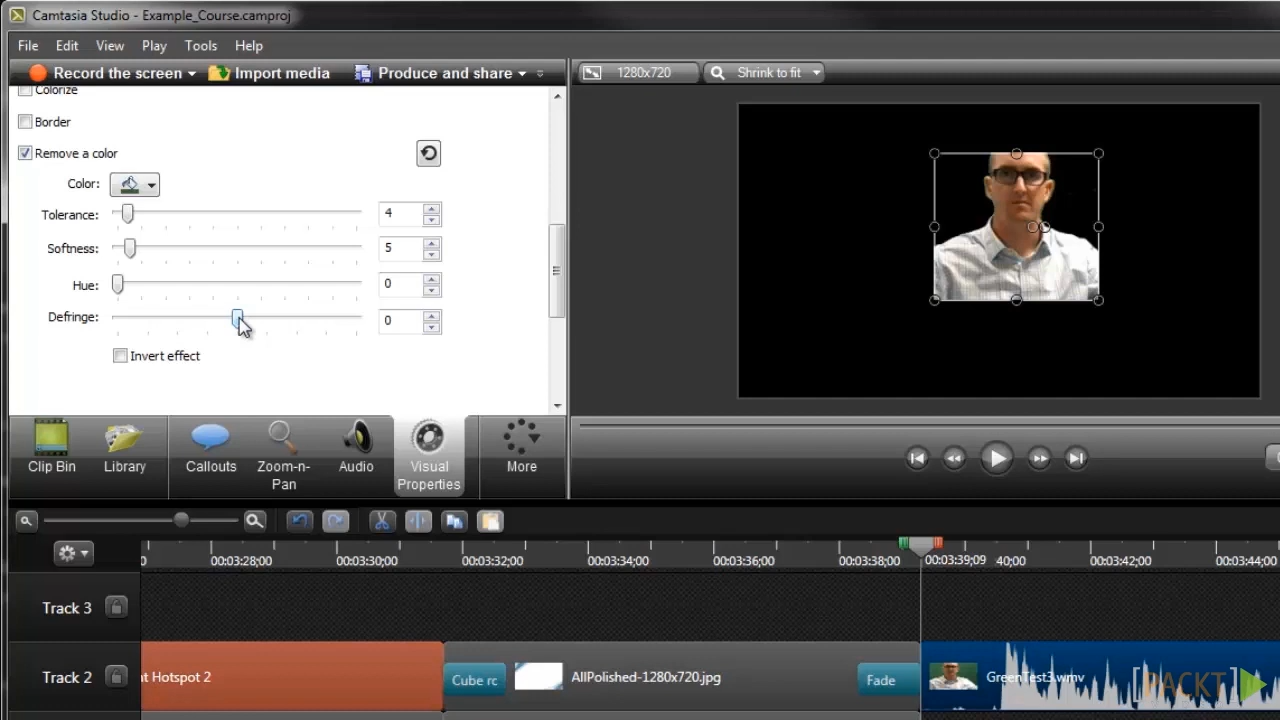 Camtasia Studio - Example_Course.camproj
File Edit View Play Tools Help
Record the screen Import media Produce and share 1280x720 Shrink to fit
Colorize
Border
Remove a color
Color:
Tolerance: 4
Softness: 5
Hue: 0
Defringe: 0
Invert effect
Clip Bin Library Callouts Zoom-n-Pan Audio Visual Properties More
0 00:03:28;00 00:03:30;00 00:03:32;00 00:03:34;00 00:03:36;00 00:03:38;00 00:03:39;09 40;00 00:03:42;00 00:03:44;00
Track 3
Track 2 nt Hotspot 2 Cube rc AllPolished-1280x720.jpg Fade GreenTest3.wmv
[PACKT]